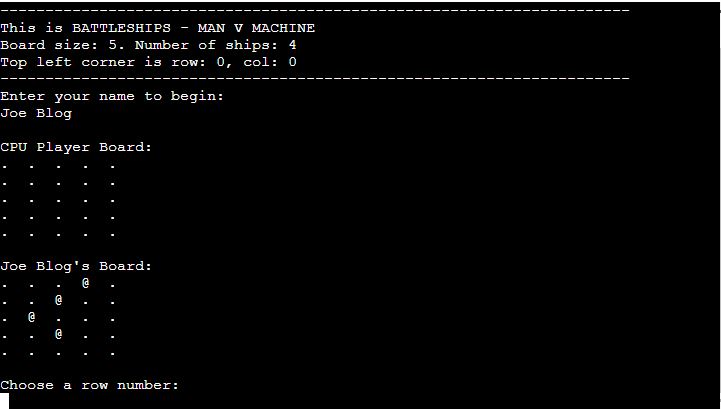 ----------------------------------------------------------------------
This is BATTLESHIPS - MAN V MACHINE
Board size: 5. Number of ships: 4
Top left corner is row: 0, col: 0
----------------------------------------------------------------------
Enter your name to begin:
Joe Blog
CPU Player Board:
. . . . .
. . . . .
. . . . .
. . . . .
. . . . .
Joe Blog's Board:
. . . @ .
. . @ . .
. @ . . .
. . @ . .
. . . . .
Choose a row number: